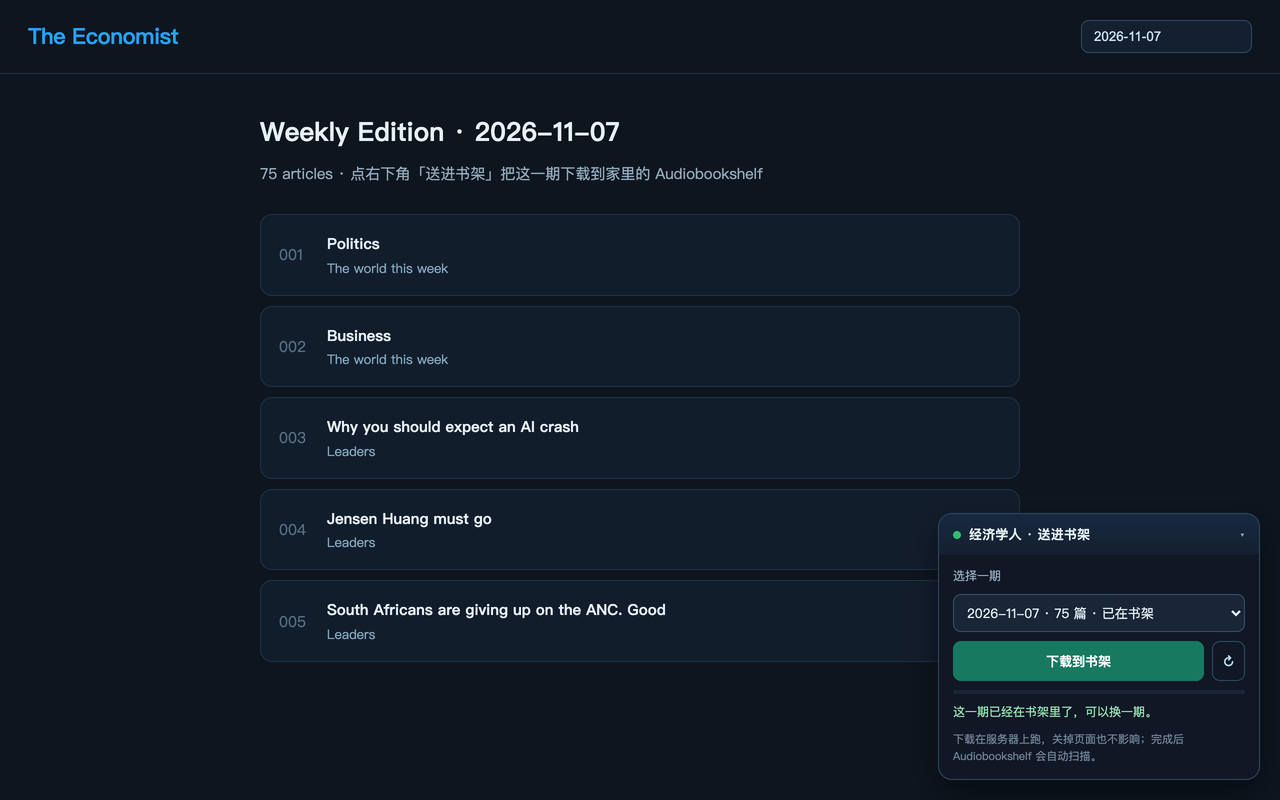 The Economist
2026-11-07
Weekly Edition · 2026-11-07
75 articles · 点右下角「送进书架」把这一期下载到家里的 Audiobookshelf
001
Politics
The world this week
002
Business
The world this week
003
Why you should expect an AI crash
Leaders
004
Jensen Huang must go
Leaders
005
South Africans are giving up on the ANC. Good
Leaders
经济学人 · 送进书架
选择一期
2026-11-07 · 75 篇 · 已在书架
下载到书架
这一期已经在书架里了，可以换一期。
下载在服务器上跑，关掉页面也不影响；完成后
Audiobookshelf 会自动扫描。